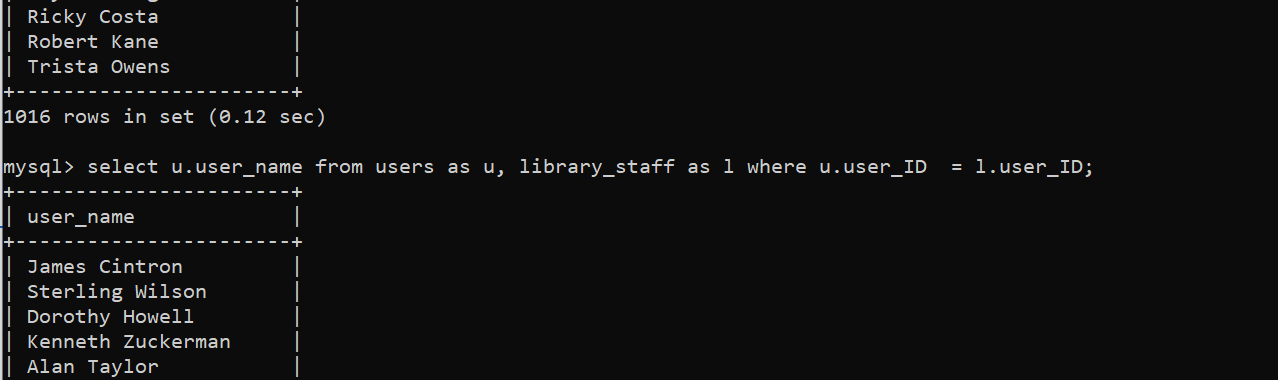 | Ricky Costa           |
| Robert Kane           |
| Trista Owens          |
+-----------------------+
1016 rows in set (0.12 sec)
mysql> select u.user_name from users as u, library_staff as l where u.user_ID  = l.user_ID;
+-----------------------+
| user_name             |
+-----------------------+
| James Cintron         |
| Sterling Wilson       |
| Dorothy Howell        |
| Kenneth Zuckerman     |
| Alan Taylor           |